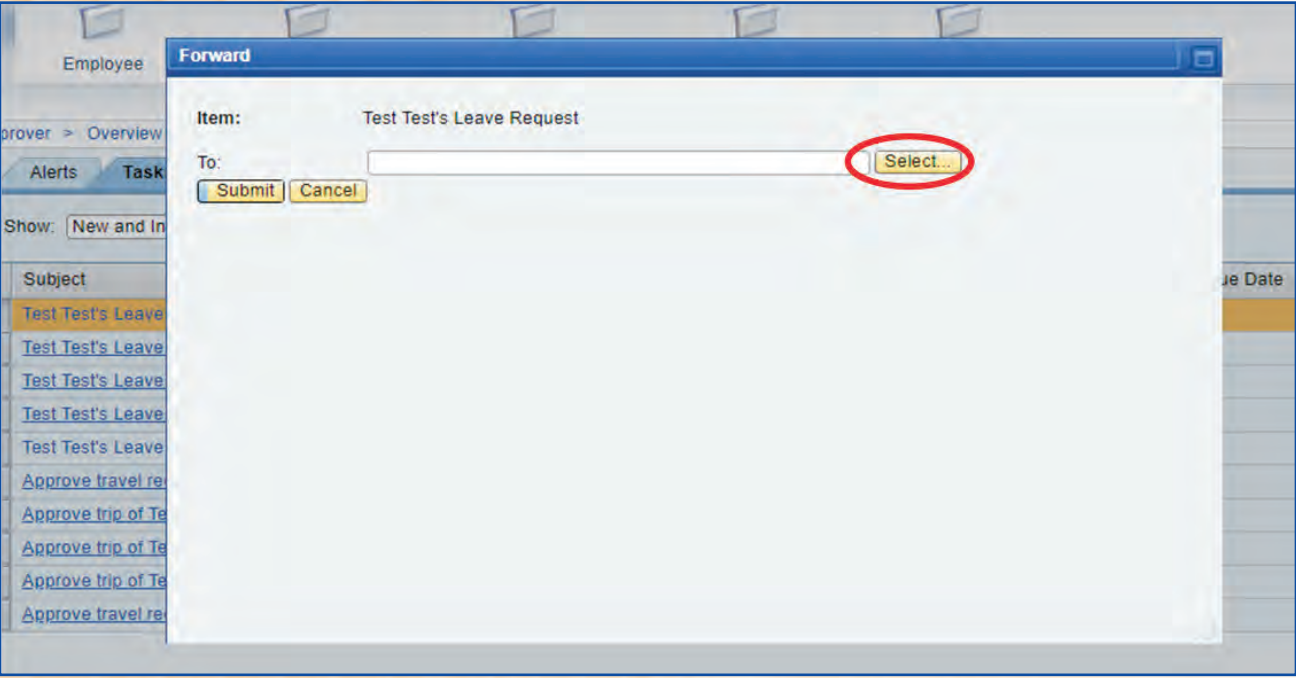 Employee
Forward
Item: Test Test's Leave Request
prover > Overview
To: Select...
Alerts Task
Submit Cancel
Show: New and In
Subject ue Date
Test Test's Leave
Test Test's Leave
Test Test's Leave
Test Test's Leave
Test Test's Leave
Approve travel re
Approve trip of Te
Approve trip of Te
Approve trip of Te
Approve travel re